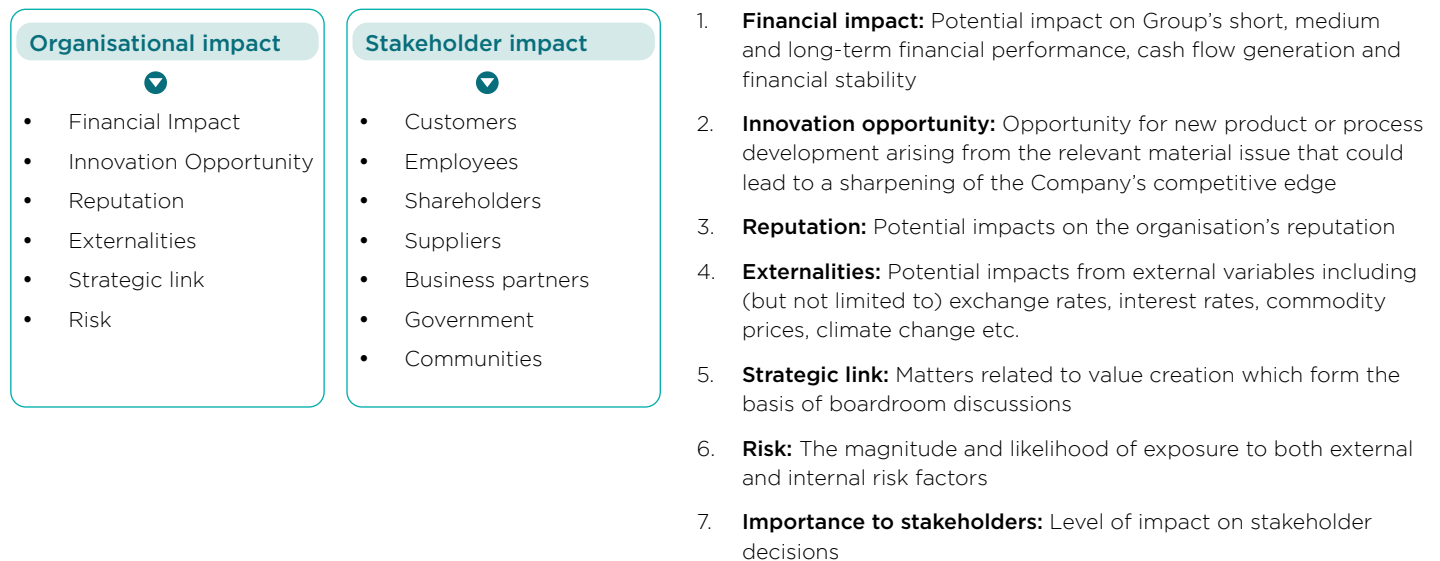 Organisational impact
• Financial Impact
• Innovation Opportunity
• Reputation
• Externalities
• Strategic link
• Risk
Stakeholder impact
• Customers
• Employees
• Shareholders
• Suppliers
• Business partners
• Government
• Communities
1. Financial impact: Potential impact on Group's short, medium
and long-term financial performance, cash flow generation and
financial stability
2. Innovation opportunity: Opportunity for new product or process
development arising from the relevant material issue that could
lead to a sharpening of the Company's competitive edge
3. Reputation: Potential impacts on the organisation's reputation
4. Externalities: Potential impacts from external variables including
(but not limited to) exchange rates, interest rates, commodity
prices, climate change etc.
5. Strategic link: Matters related to value creation which form the
basis of boardroom discussions
6. Risk: The magnitude and likelihood of exposure to both external
and internal risk factors
7. Importance to stakeholders: Level of impact on stakeholder
decisions